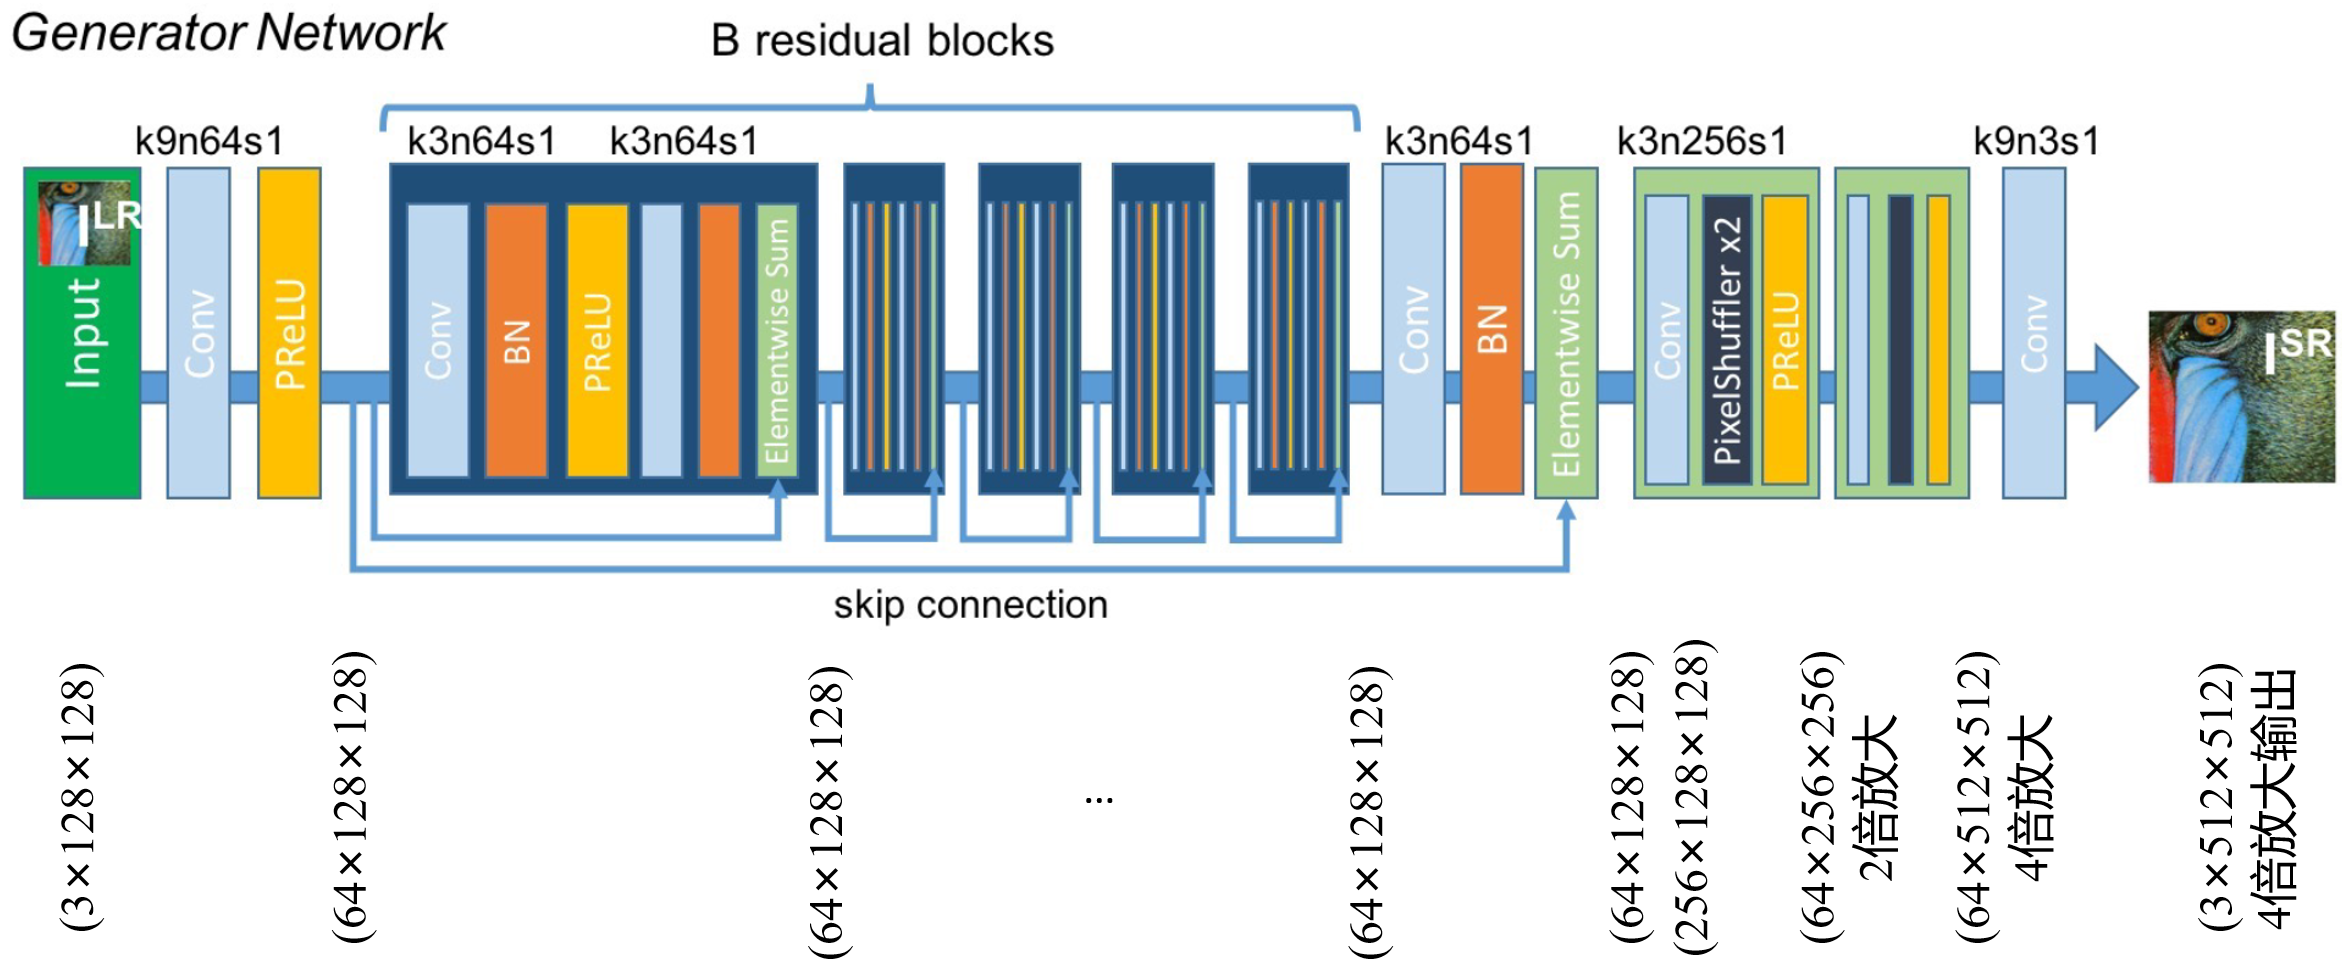 Generator Network
B residual blocks
k9n64s1
k3n64s1
k3n64s1
k3n64s1
k3n256s1
k9n3s1
I^LR
Input
Conv
PReLU
Conv
BN
PReLU
Elementwise Sum
Conv
BN
Elementwise Sum
Conv
PixelShuffler x2
PReLU
Conv
I^SR
skip connection
(3×128×128)
(64×128×128)
(64×128×128)
...
(64×128×128)
(64×128×128)
(256×128×128)
(64×256×256)
2倍放大
(64×512×512)
4倍放大
(3×512×512)
4倍放大输出